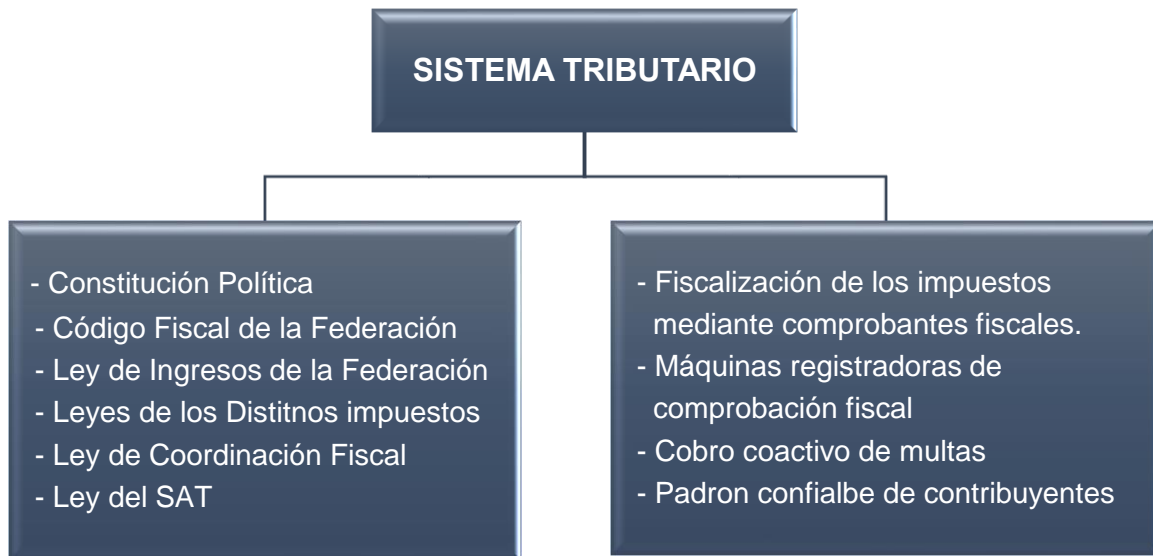 SISTEMA TRIBUTARIO
- Constitución Política
- Código Fiscal de la Federación
- Ley de Ingresos de la Federación
- Leyes de los Distitnos impuestos
- Ley de Coordinación Fiscal
- Ley del SAT
- Fiscalización de los impuestos
mediante comprobantes fiscales.
- Máquinas registradoras de
comprobación fiscal
- Cobro coactivo de multas
- Padron confialbe de contribuyentes